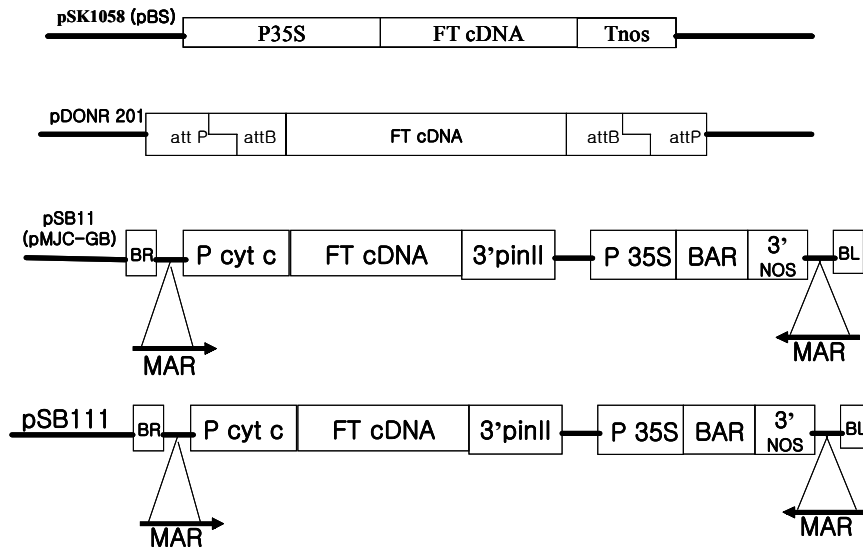 pSK1058 (pBS)
P35S FT cDNA Tnos
pDONR 201
att P attB FT cDNA attB attP
pSB11
(pMJC-GB)
BR P cyt c FT cDNA 3'pinII P 35S BAR 3' NOS BL
MAR MAR
pSB111
BR P cyt c FT cDNA 3'pinII P 35S BAR 3' NOS BL
MAR MAR